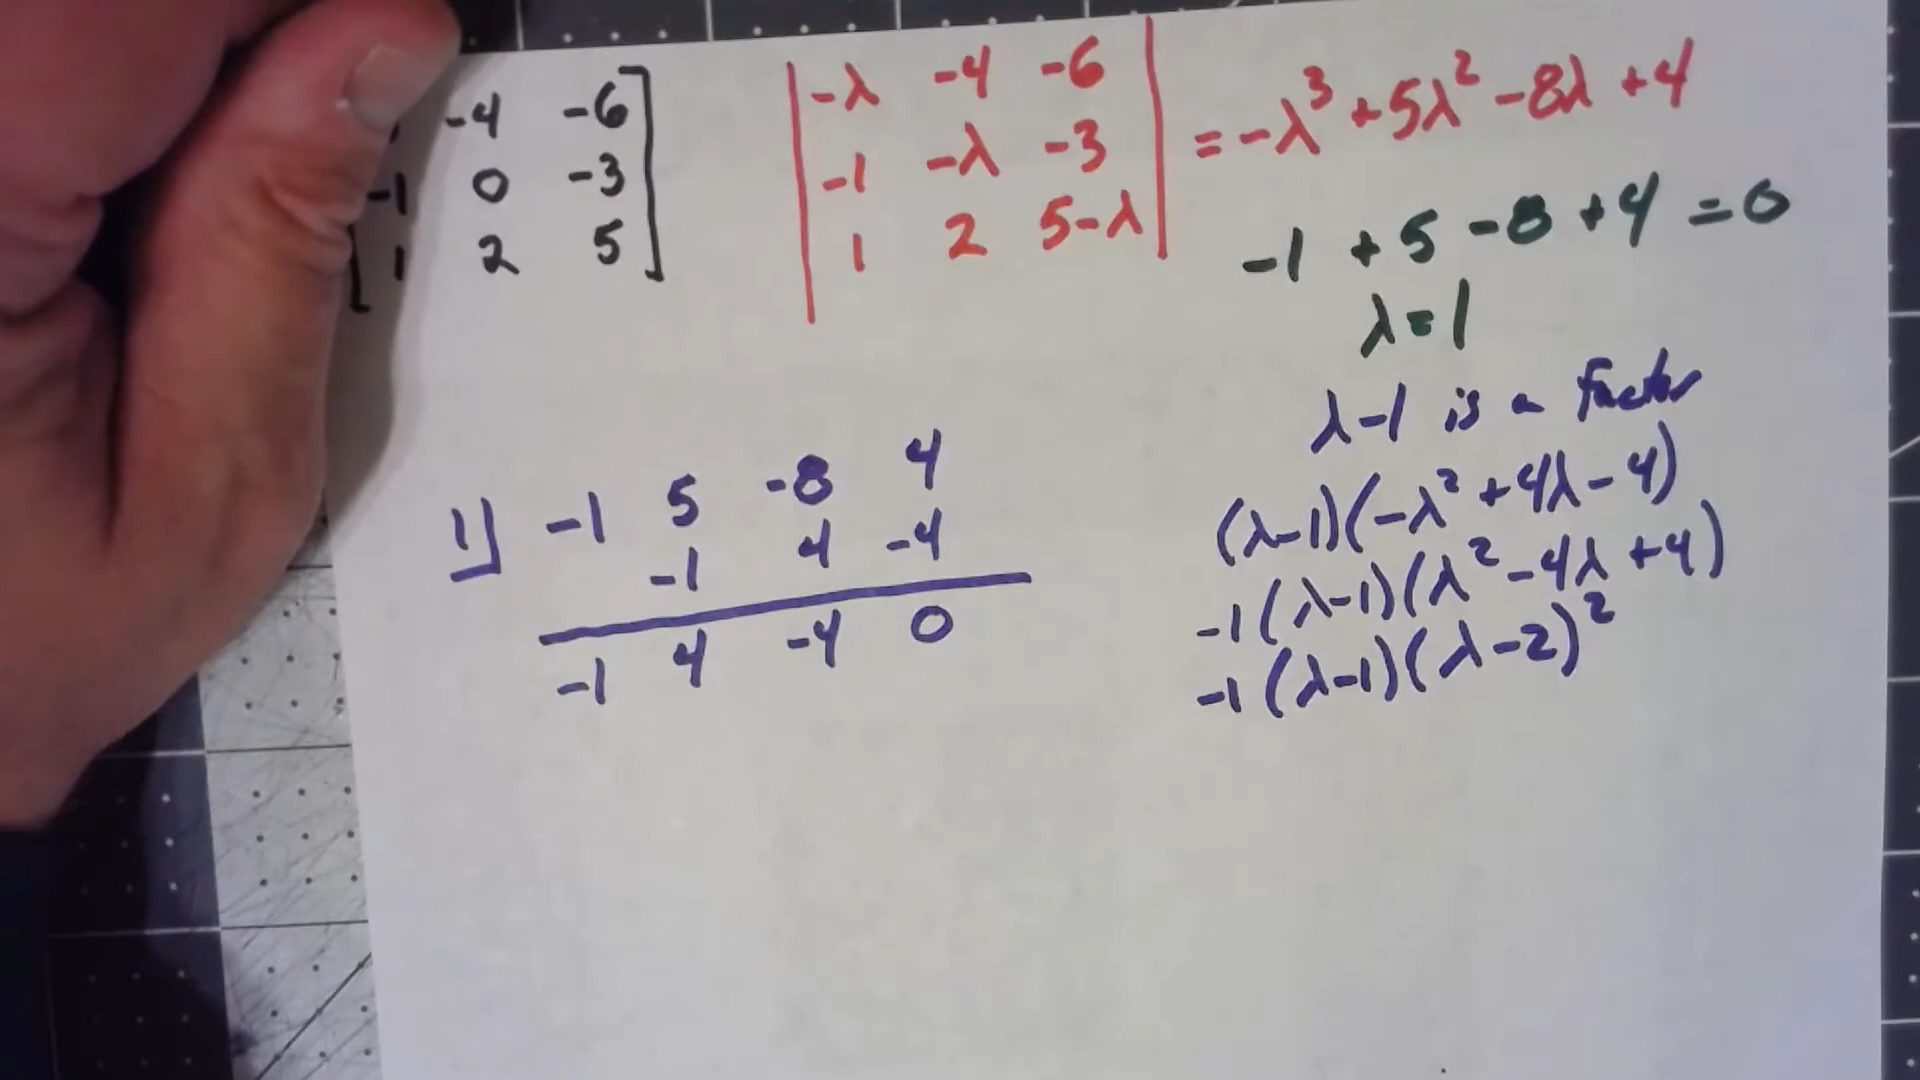 -4 -6
-1 0 -3
1 2 5
-λ -4 -6
-1 -λ -3
1 2 5-λ
= -λ³ + 5λ² - 8λ + 4
-1 + 5 - 8 + 4 = 0
λ = 1
λ-1 is a factor
(λ-1)(-λ² + 4λ - 4)
-1(λ-1)(λ² - 4λ + 4)
-1(λ-1)(λ-2)²
1 -1 5 -8 4
-1 4 -4
-1 4 -4 0